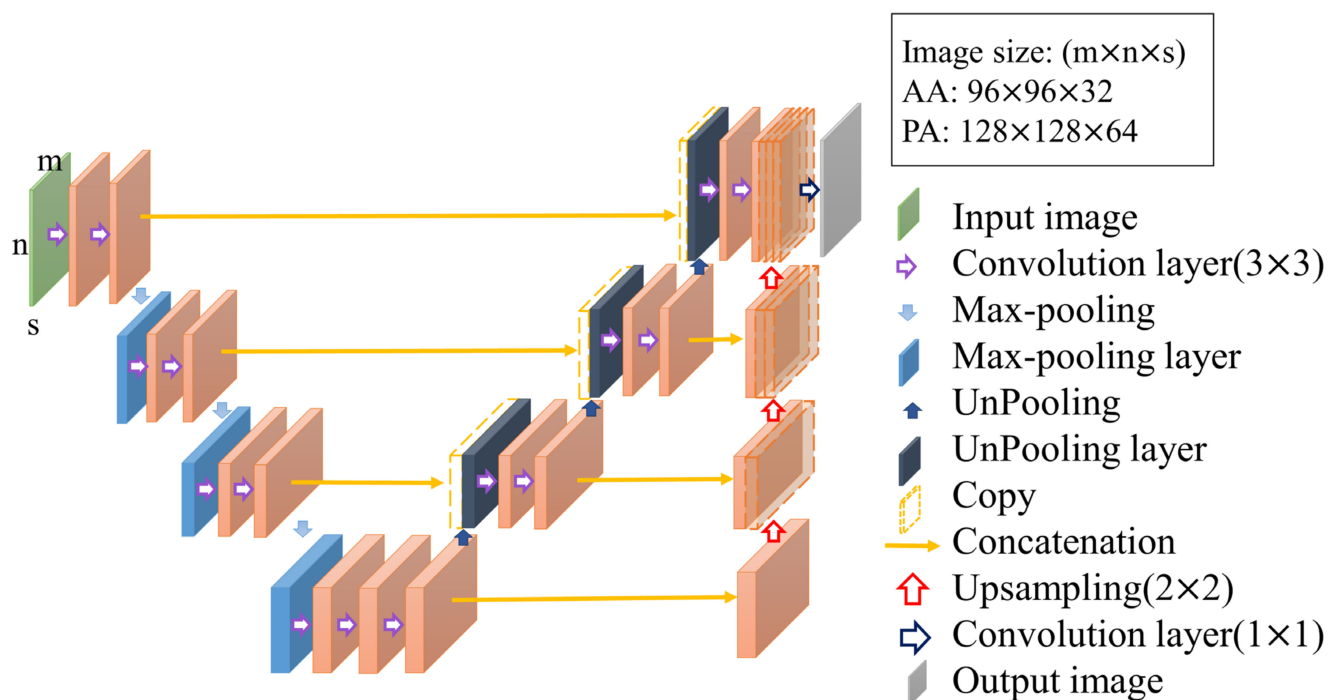 Image size: (m×n×s)
AA: 96×96×32
PA: 128×128×64
m
n
s
Input image
Convolution layer(3×3)
Max-pooling
Max-pooling layer
UnPooling
UnPooling layer
Copy
Concatenation
Upsampling(2×2)
Convolution layer(1×1)
Output image